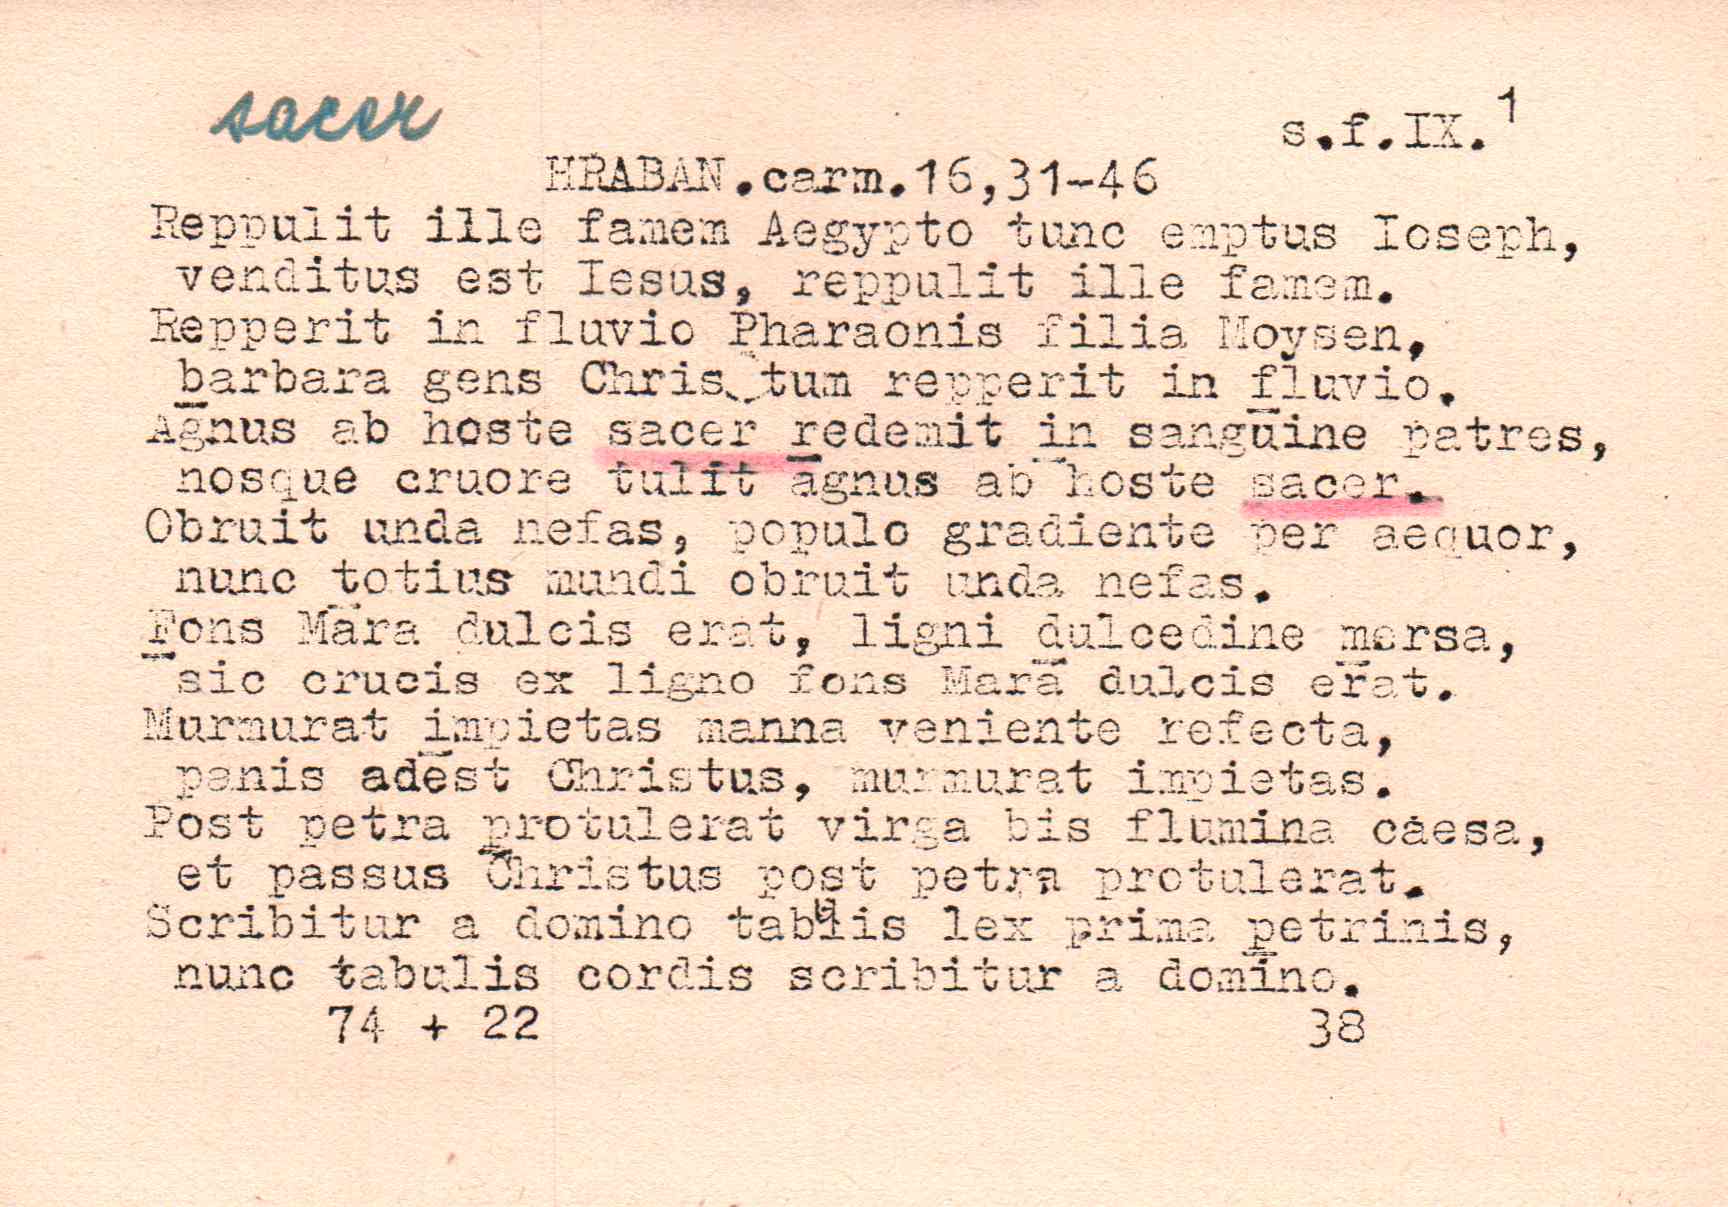 sacer
s.f.IX.1
HRABAN.carm.16,31-46
Reppulit ille famem Aegypto tunc emptus Ioseph,
venditus est Iesus, reppulit ille famem.
Repperit in fluvio Pharaonis filia Moysen,
barbara gens Christum repperit in fluvio.
Agnus ab hoste sacer redemit in sanguine patres,
nosque cruore tulit agnus ab hoste sacer.
Obruit unda nefas, populo gradiente per aequor,
nunc totius mundi obruit unda nefas.
Fons Mara dulcis erat, ligni dulcedine mersa,
sic crucis ex ligno fons Mara dulcis erat.
Murmurat impietas manna veniente refecta,
panis adest Christus, murmurat impietas.
Post petra protulerat virga bis flumina caesa,
et passus Christus post petra protulerat.
Scribitur a domino tabulis lex prima petrinis,
nunc tabulis cordis scribitur a domino.
74 + 22 38